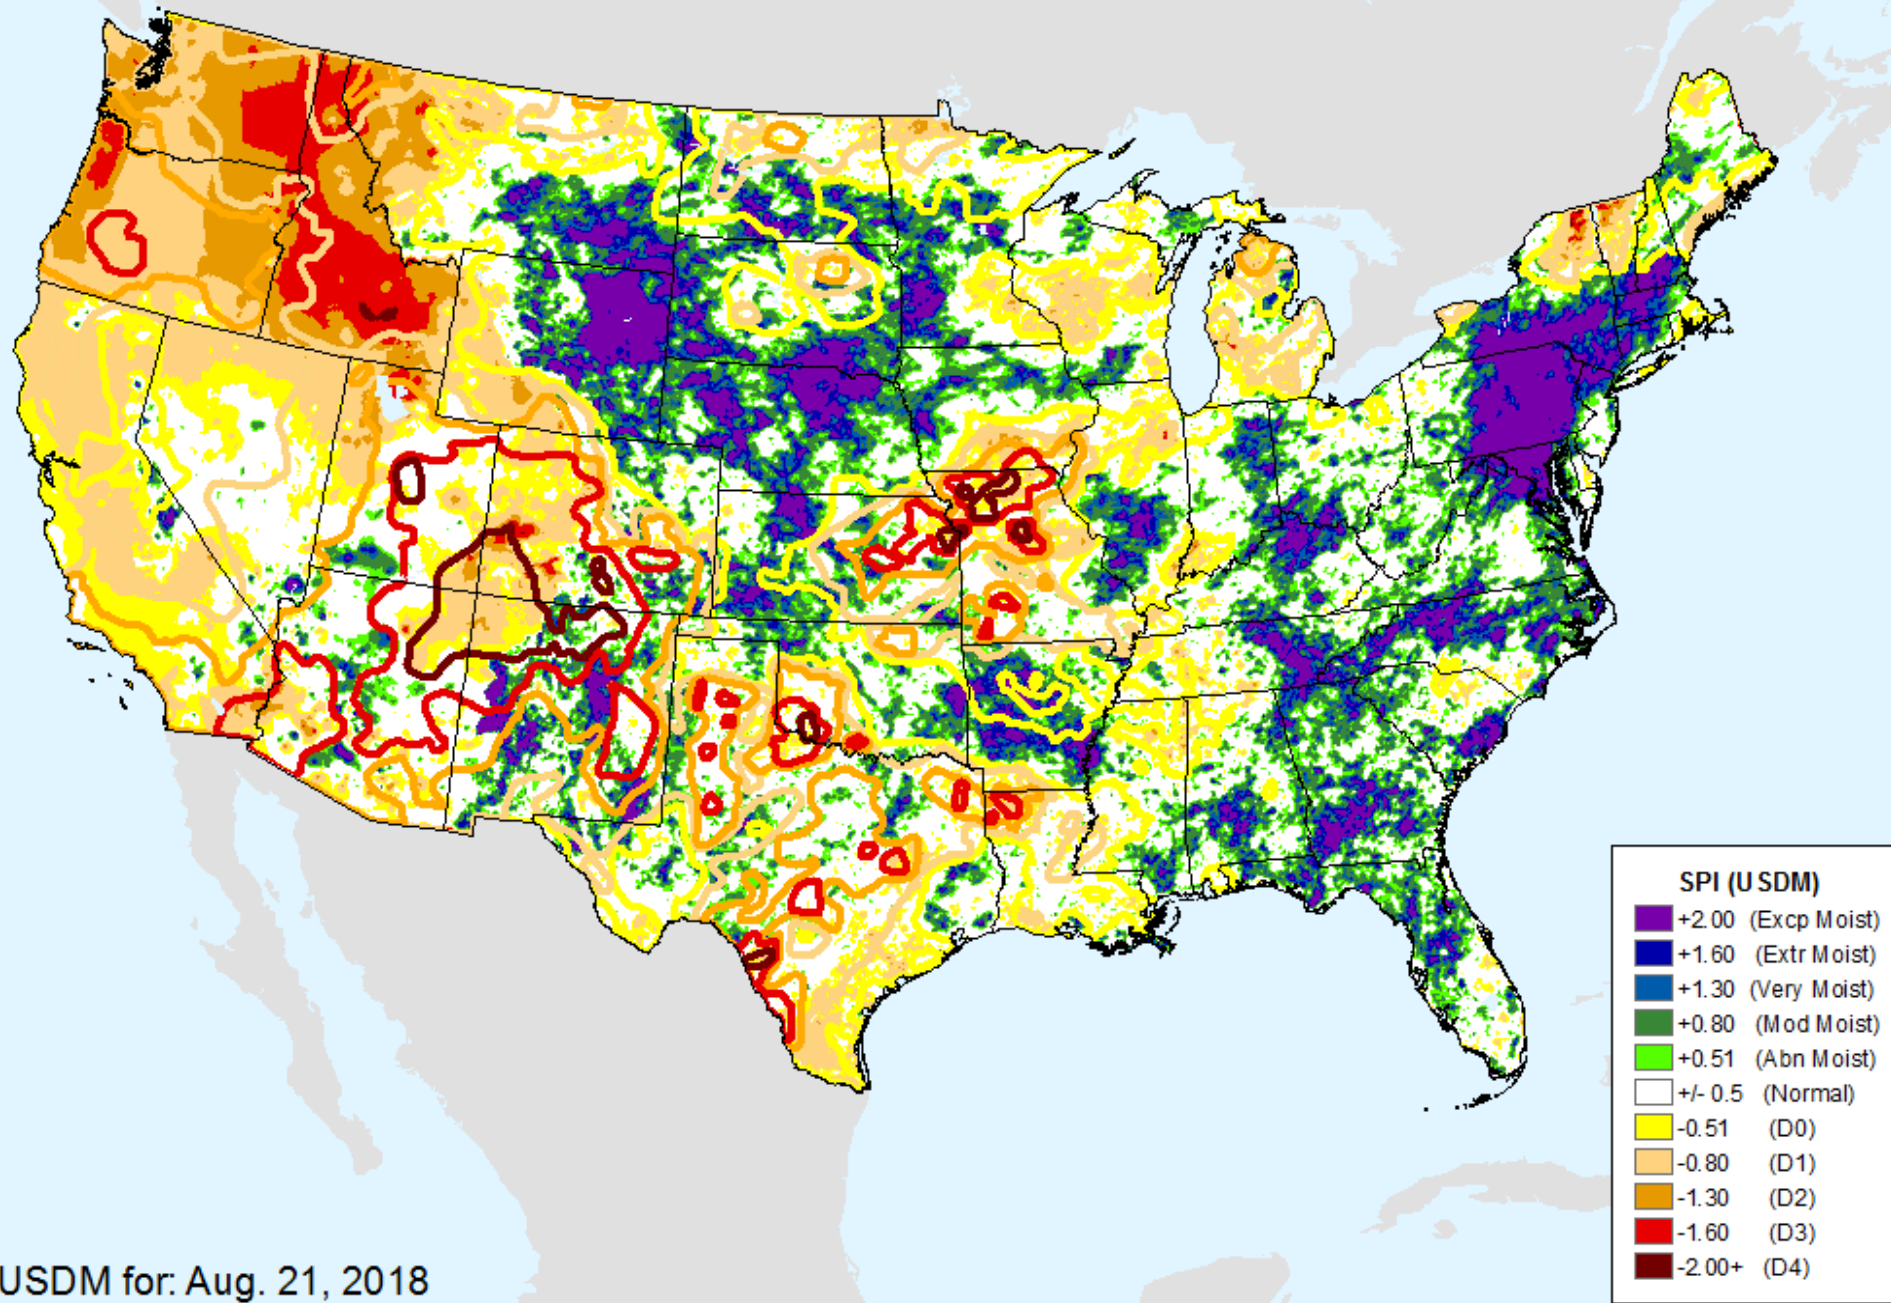 SPI (USDM)
+2.00 (Excp Moist)
+1.60 (Extr Moist)
+1.30 (Very Moist)
+0.80 (Mod Moist)
+0.51 (Abn Moist)
+/- 0.5 (Normal)
-0.51 (D0)
-0.80 (D1)
-1.30 (D2)
-1.60 (D3)
-2.00+ (D4)
USDM for: Aug. 21, 2018